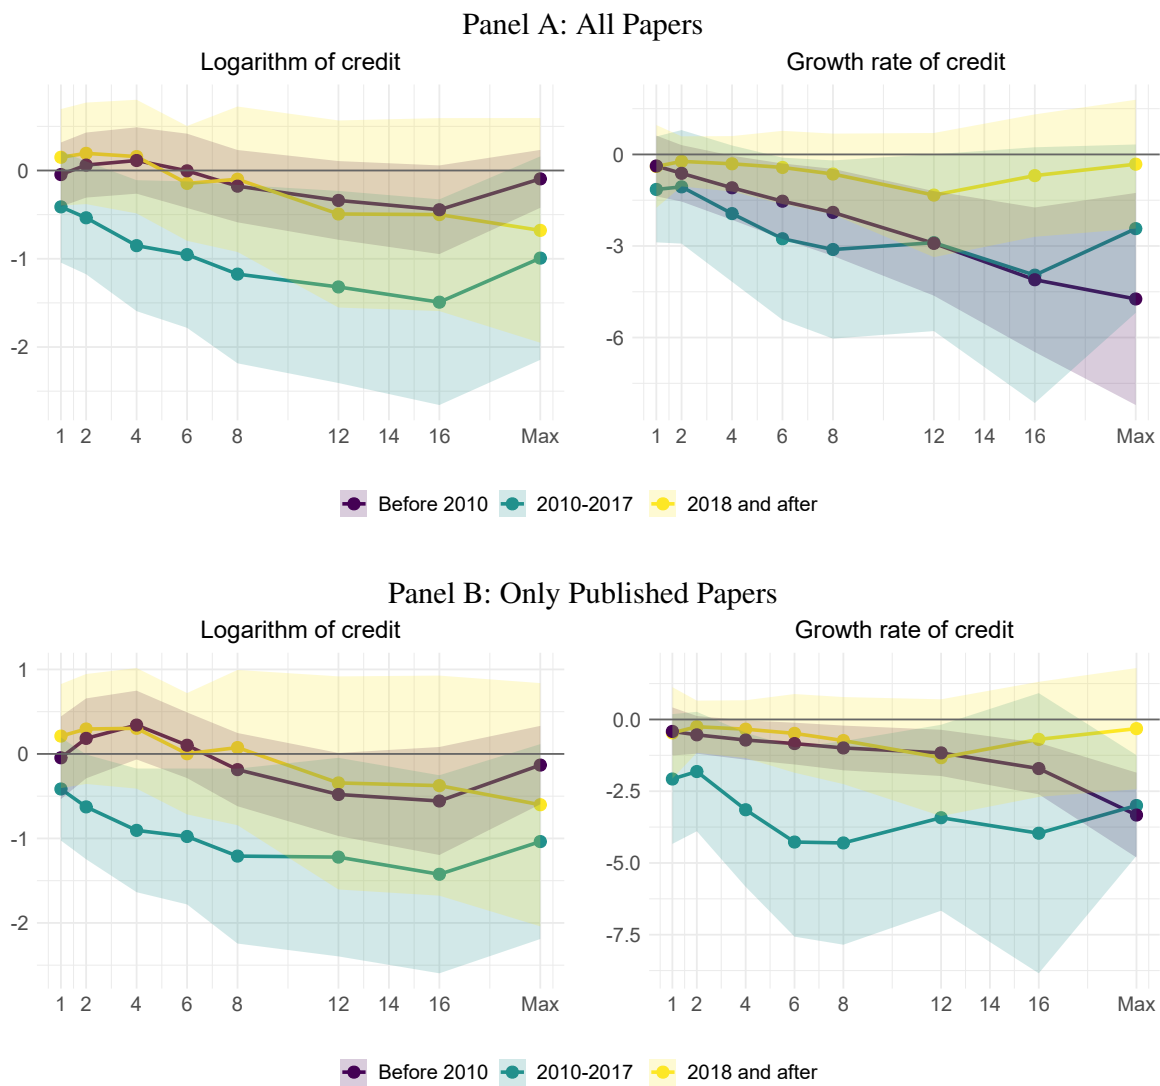 Panel A: All Papers
Logarithm of credit
Growth rate of credit
0
-1
-2
1 2 4 6 8 12 16 Max
0
-3
-6
1 2 4 6 8 12 14 16 Max
Before 2010 2010-2017 2018 and after
Panel B: Only Published Papers
Logarithm of credit
Growth rate of credit
1
0
-1
-2
1 2 4 6 8 12 16 Max
0.0
-2.5
-5.0
-7.5
1 2 4 6 8 12 16 Max
Before 2010 2010-2017 2018 and after